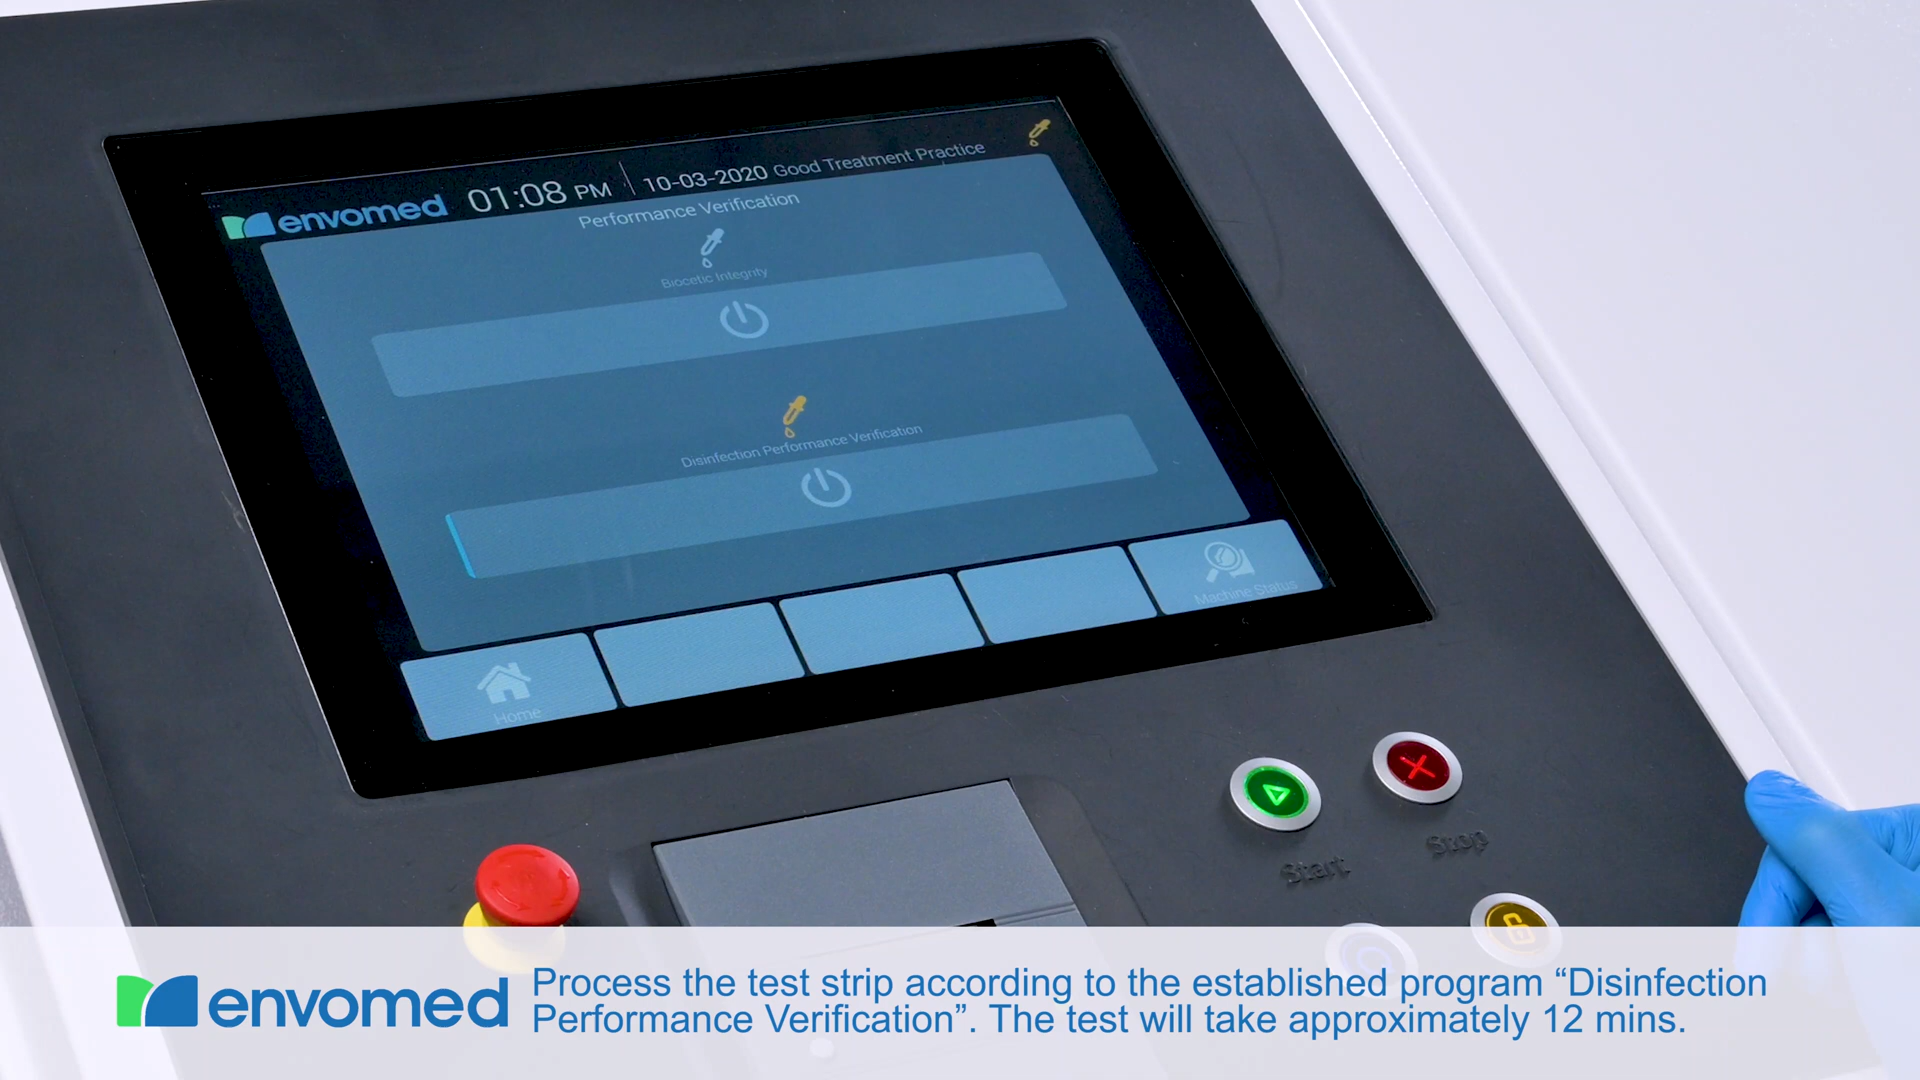 envomed 01:08 PM 10-03-2020 Good Treatment Practice
Performance Verification
Biocetic Integrity
Disinfection Performance Verification
Home
Machine Status
Start
Stop
envomed
Process the test strip according to the established program “Disinfection
Performance Verification”. The test will take approximately 12 mins.